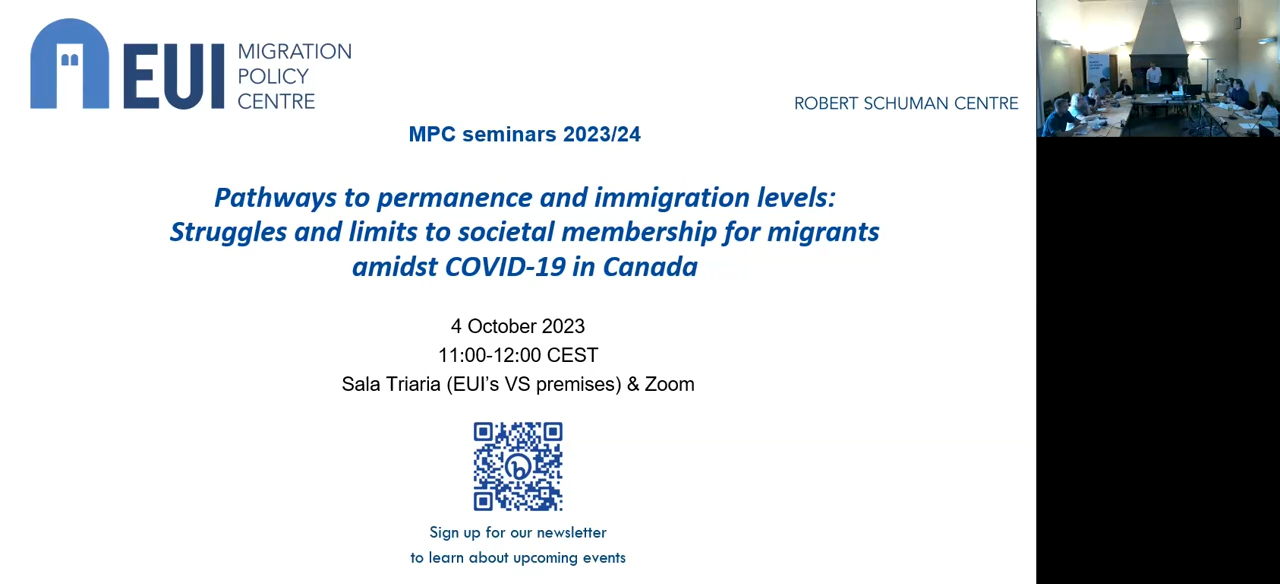 EUI
MIGRATION
POLICY
CENTRE
ROBERT SCHUMAN CENTRE
MPC seminars 2023/24
Pathways to permanence and immigration levels:
Struggles and limits to societal membership for migrants
amidst COVID-19 in Canada
4 October 2023
11:00-12:00 CEST
Sala Triaria (EUI's VS premises) & Zoom
Sign up for our newsletter
to learn about upcoming events